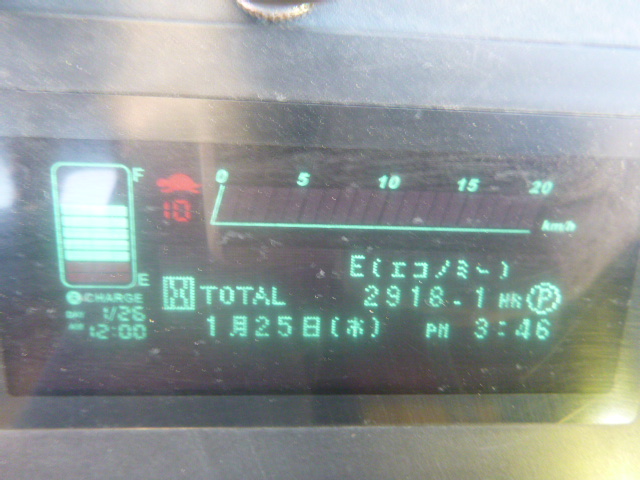 F
0 5 10 15 20
10
km/h
E(エコノミー)
E
TOTAL 2918.1 HR P
CHARGE
DAY 1/26
1月25日(木) PM 3:46
12:00